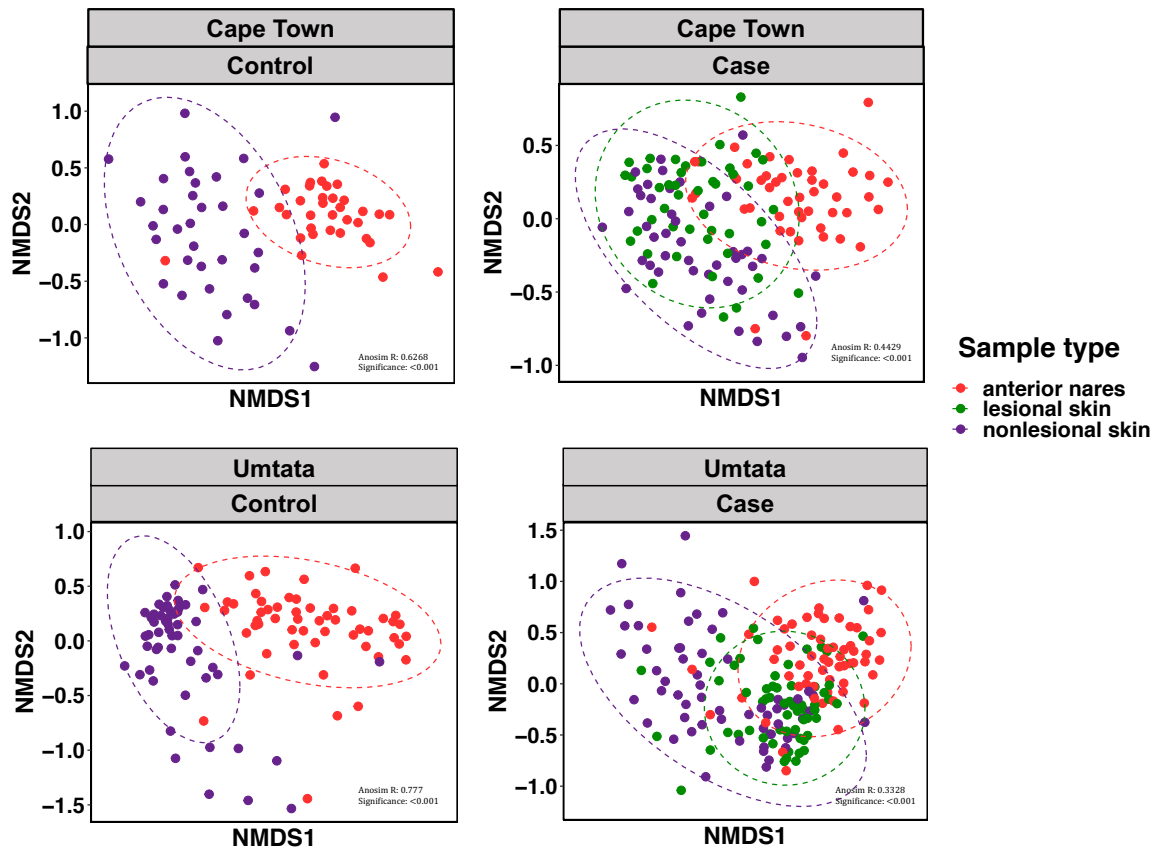 Cape Town
Control
1.0
0.5
0.0
−0.5
−1.0
NMDS2
Anosim R: 0.6268
Significance: <0.001
NMDS1
Cape Town
Case
0.5
0.0
−0.5
−1.0
NMDS2
Anosim R: 0.4429
Significance: <0.001
NMDS1
Sample type
anterior nares
lesional skin
nonlesional skin
Umtata
Control
1.0
0.5
0.0
−0.5
−1.0
−1.5
NMDS2
Anosim R: 0.777
Significance: <0.001
NMDS1
Umtata
Case
1.5
1.0
0.5
0.0
−0.5
−1.0
NMDS2
Anosim R: 0.3328
Significance: <0.001
NMDS1